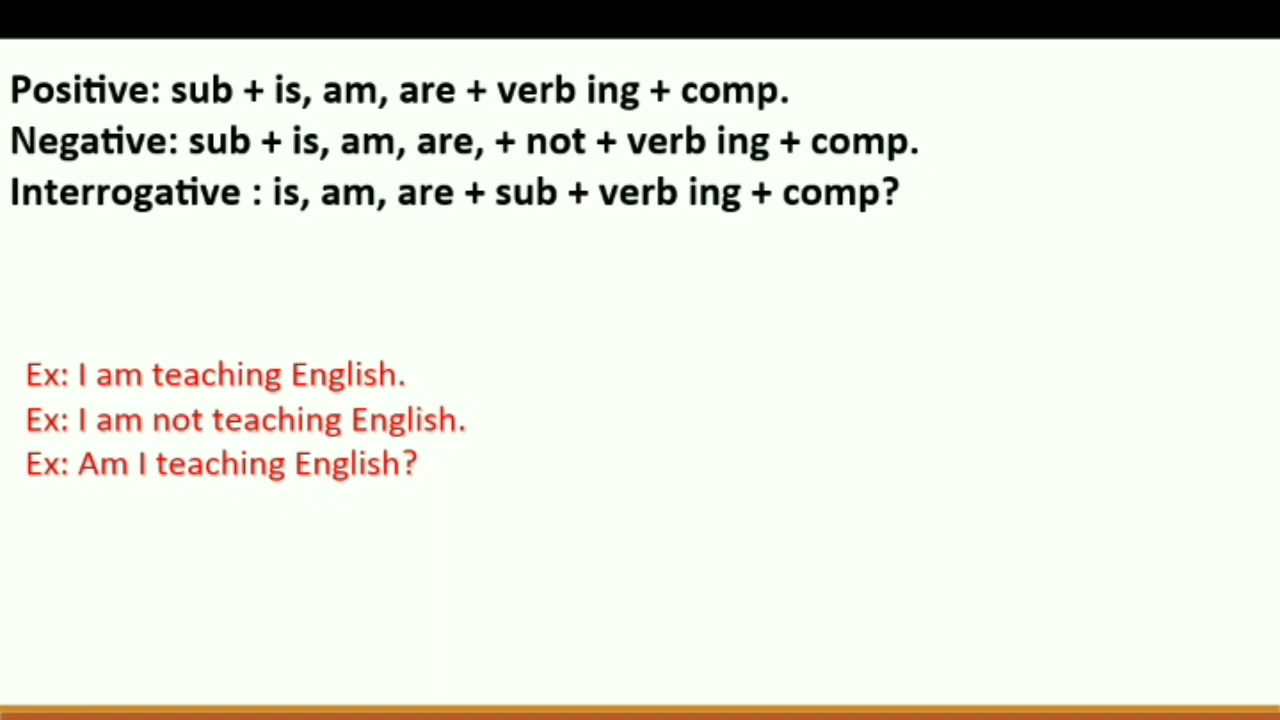 Positive: sub + is, am, are + verb ing + comp.
Negative: sub + is, am, are, + not + verb ing + comp.
Interrogative : is, am, are + sub + verb ing + comp?
Ex: I am teaching English.
Ex: I am not teaching English.
Ex: Am I teaching English?